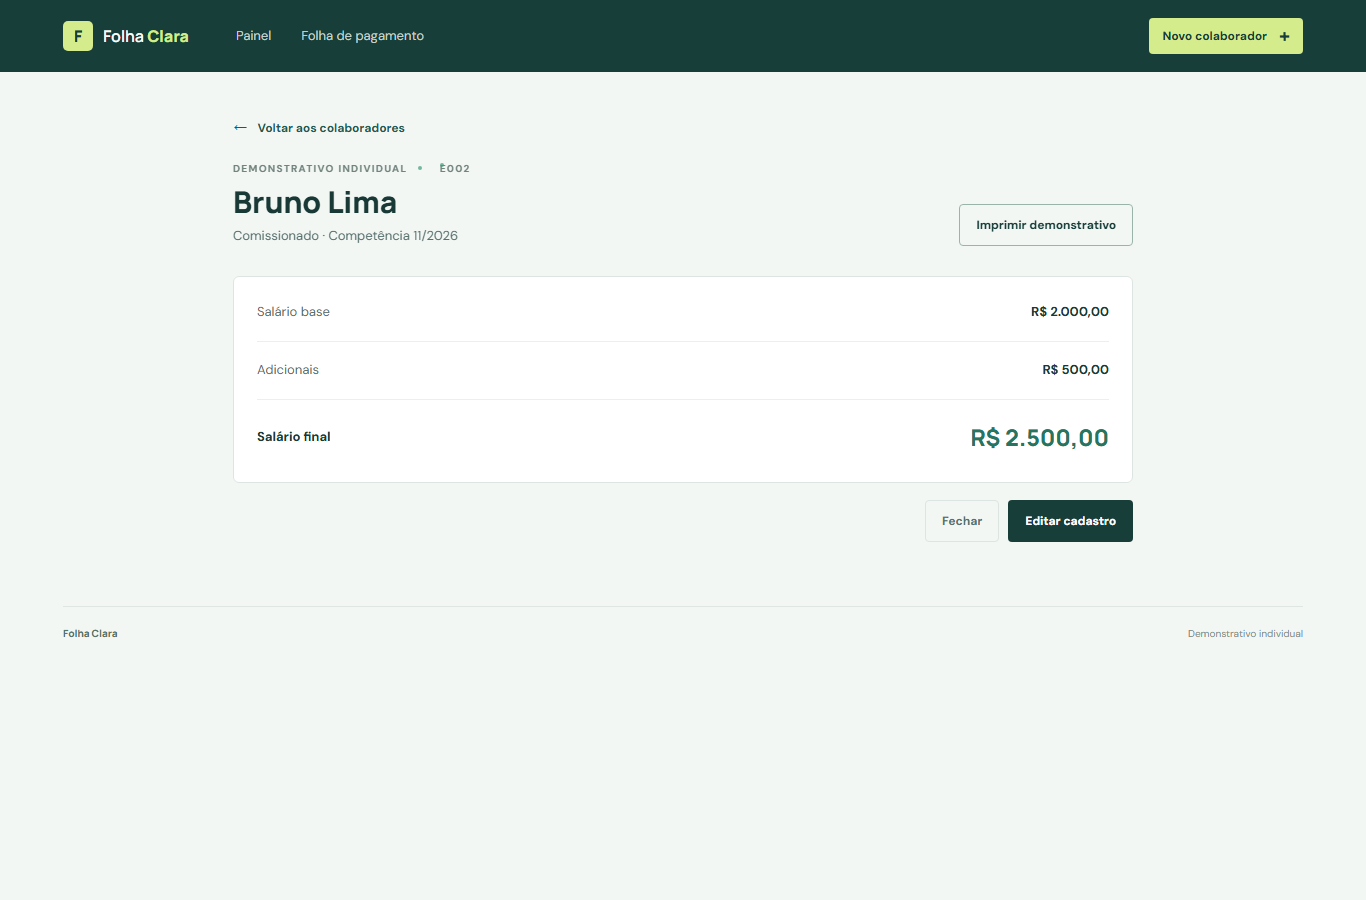 F Folha Clara Painel Folha de pagamento Novo colaborador +
← Voltar aos colaboradores
DEMONSTRATIVO INDIVIDUAL • E002
Bruno Lima
Comissionado · Competência 11/2026
Imprimir demonstrativo
Salário base R$ 2.000,00
Adicionais R$ 500,00
Salário final R$ 2.500,00
Fechar Editar cadastro
Folha Clara Demonstrativo individual